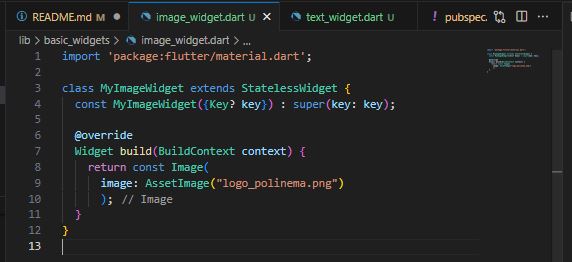 README.md M image_widget.dart U text_widget.dart U ! pubspec.
lib > basic_widgets > image_widget.dart > ...
1 import 'package:flutter/material.dart';
2
3 class MyImageWidget extends StatelessWidget {
4 const MyImageWidget({Key? key}) : super(key: key);
5
6 @override
7 Widget build(BuildContext context) {
8 return const Image(
9 image: AssetImage("logo_polinema.png")
10 ); // Image
11 }
12 }
13